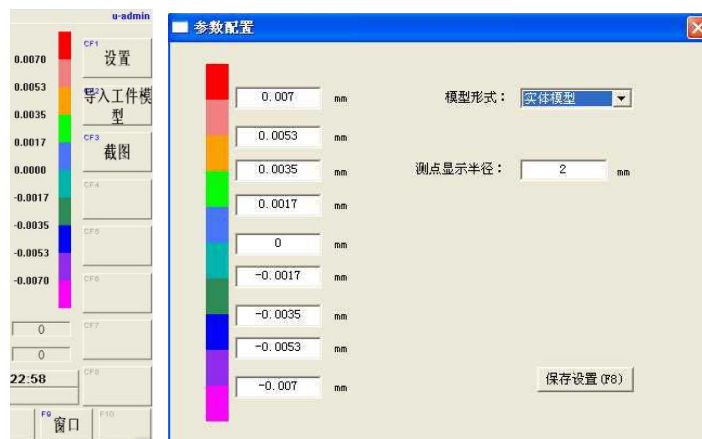 u-admin
0.0070
0.0053
0.0035
0.0017
0.0000
-0.0017
-0.0035
-0.0053
-0.0070
CF1
设置
导入工件模
型
CF3
截图
CF4
CF5
CF6
CF7
CF8
0
0
22:58
F9
窗口
F10
参数配置
0.007 mm
0.0053 mm
0.0035 mm
0.0017 mm
0 mm
-0.0017 mm
-0.0035 mm
-0.0053 mm
-0.007 mm
模型形式： 实体模型
测点显示半径： 2 mm
保存设置(F8)